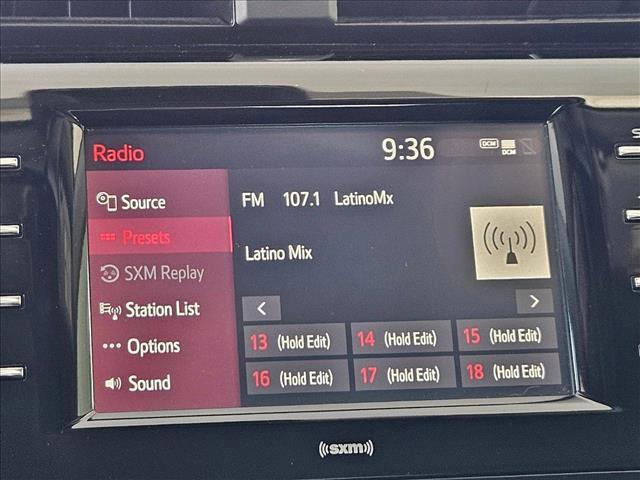 Radio 9:36 DCM DCM
Source
FM 107.1 LatinoMx
Presets
Latino Mix
SXM Replay
Station List
< >
Options
13 (Hold Edit) 14 (Hold Edit) 15 (Hold Edit)
Sound
16 (Hold Edit) 17 (Hold Edit) 18 (Hold Edit)
((sxm))